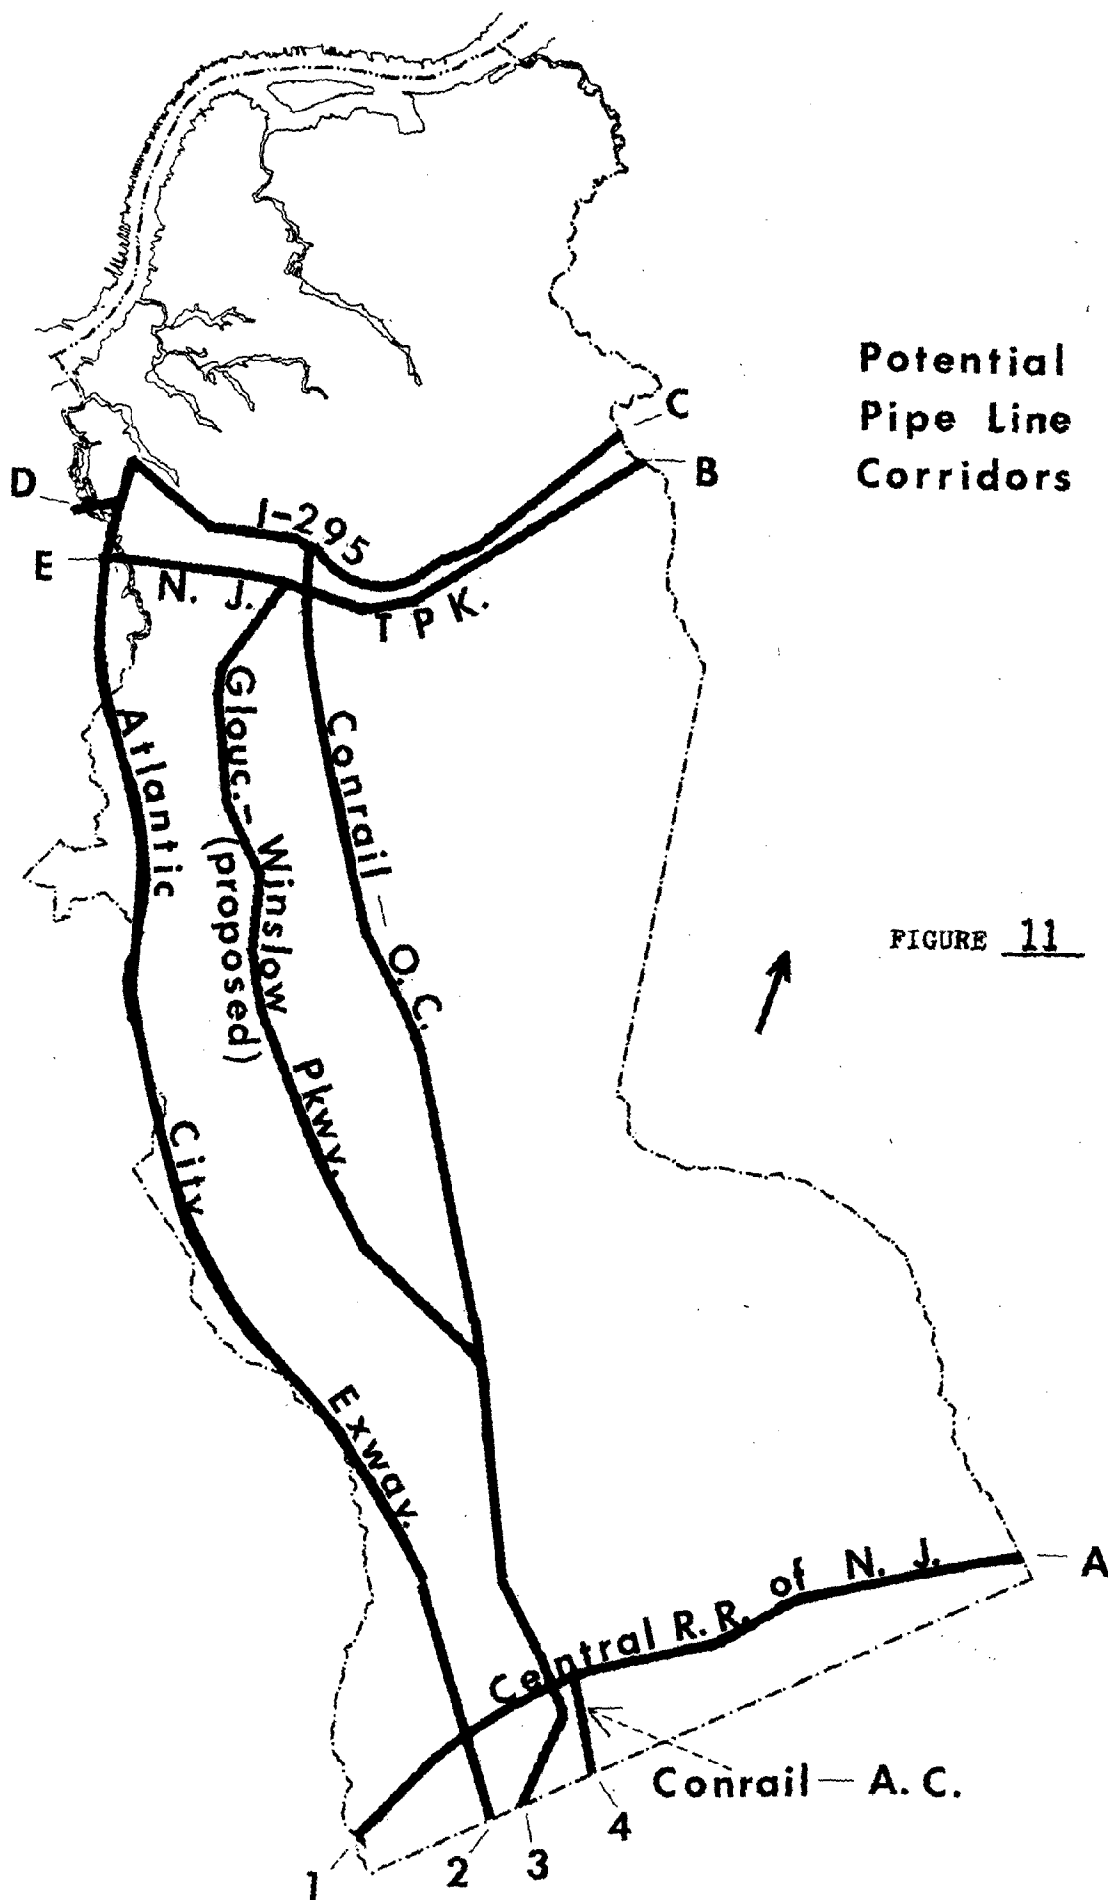 Potential
Pipe Line
Corridors
C
B
D
I-295
E
N. J. TPK.
Glouc.— Winslow Pkwy.
(proposed)
Conrail — O.C.
Atlantic City Exway.
FIGURE 11
Central R.R. of N. J.
A
Conrail — A.C.
1
2
3
4